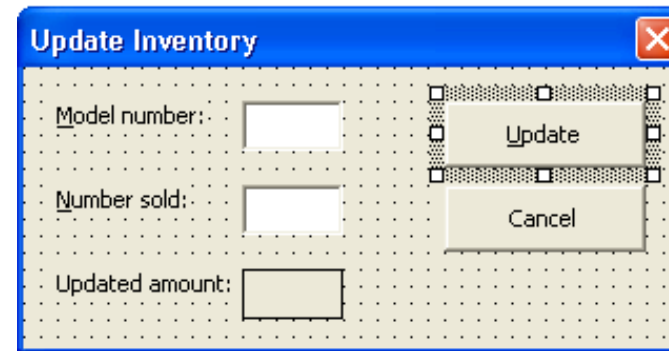 Update Inventory
Model number:
Update
Number sold:
Cancel
Updated amount: